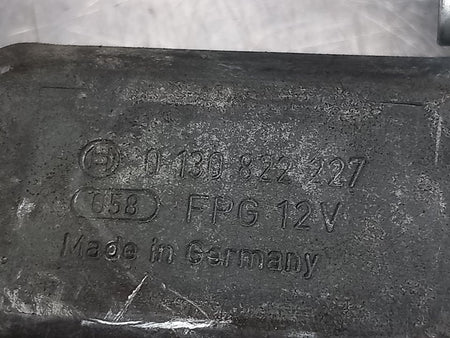 0 130 822 227
058 FPG 12V
Made in Germany